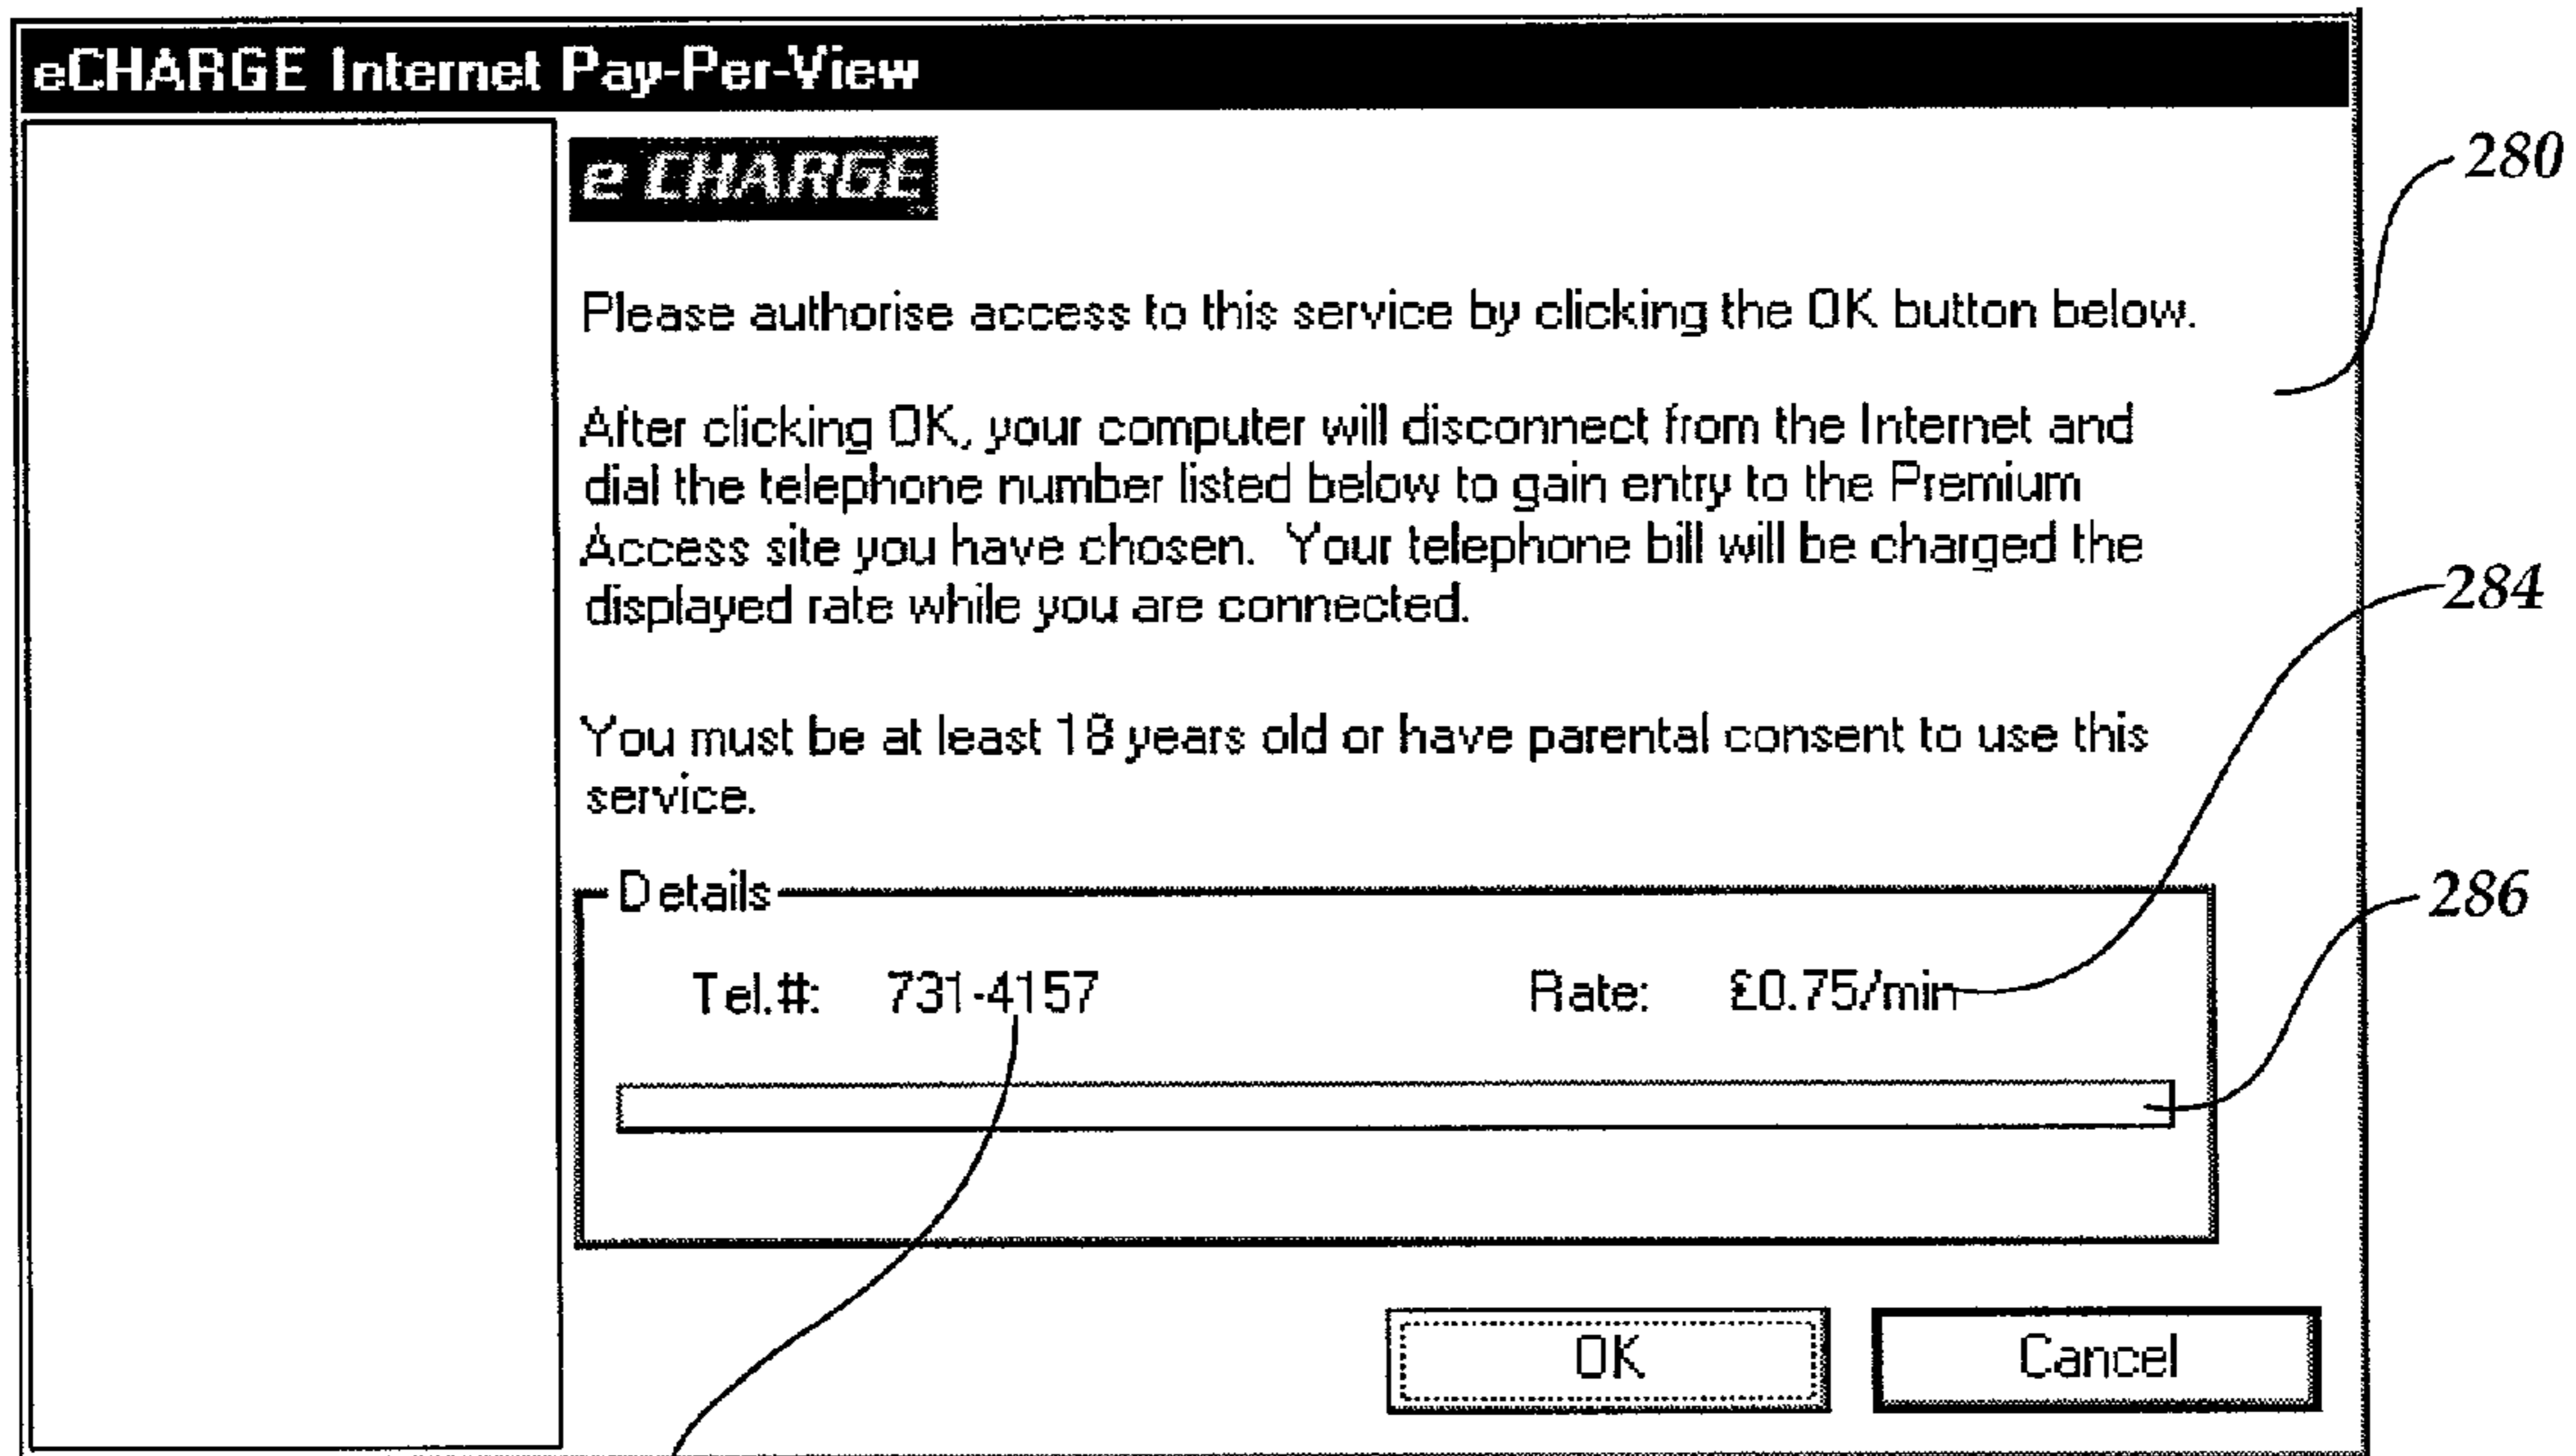 eCHARGE Internet Pay-Per-View
e CHARGE
280
Please authorise access to this service by clicking the OK button below.
After clicking OK, your computer will disconnect from the Internet and
dial the telephone number listed below to gain entry to the Premium
Access site you have chosen. Your telephone bill will be charged the
displayed rate while you are connected.
284
You must be at least 18 years old or have parental consent to use this
service.
Details
286
Tel.#: 731-4157 Rate: £0.75/min
OK Cancel